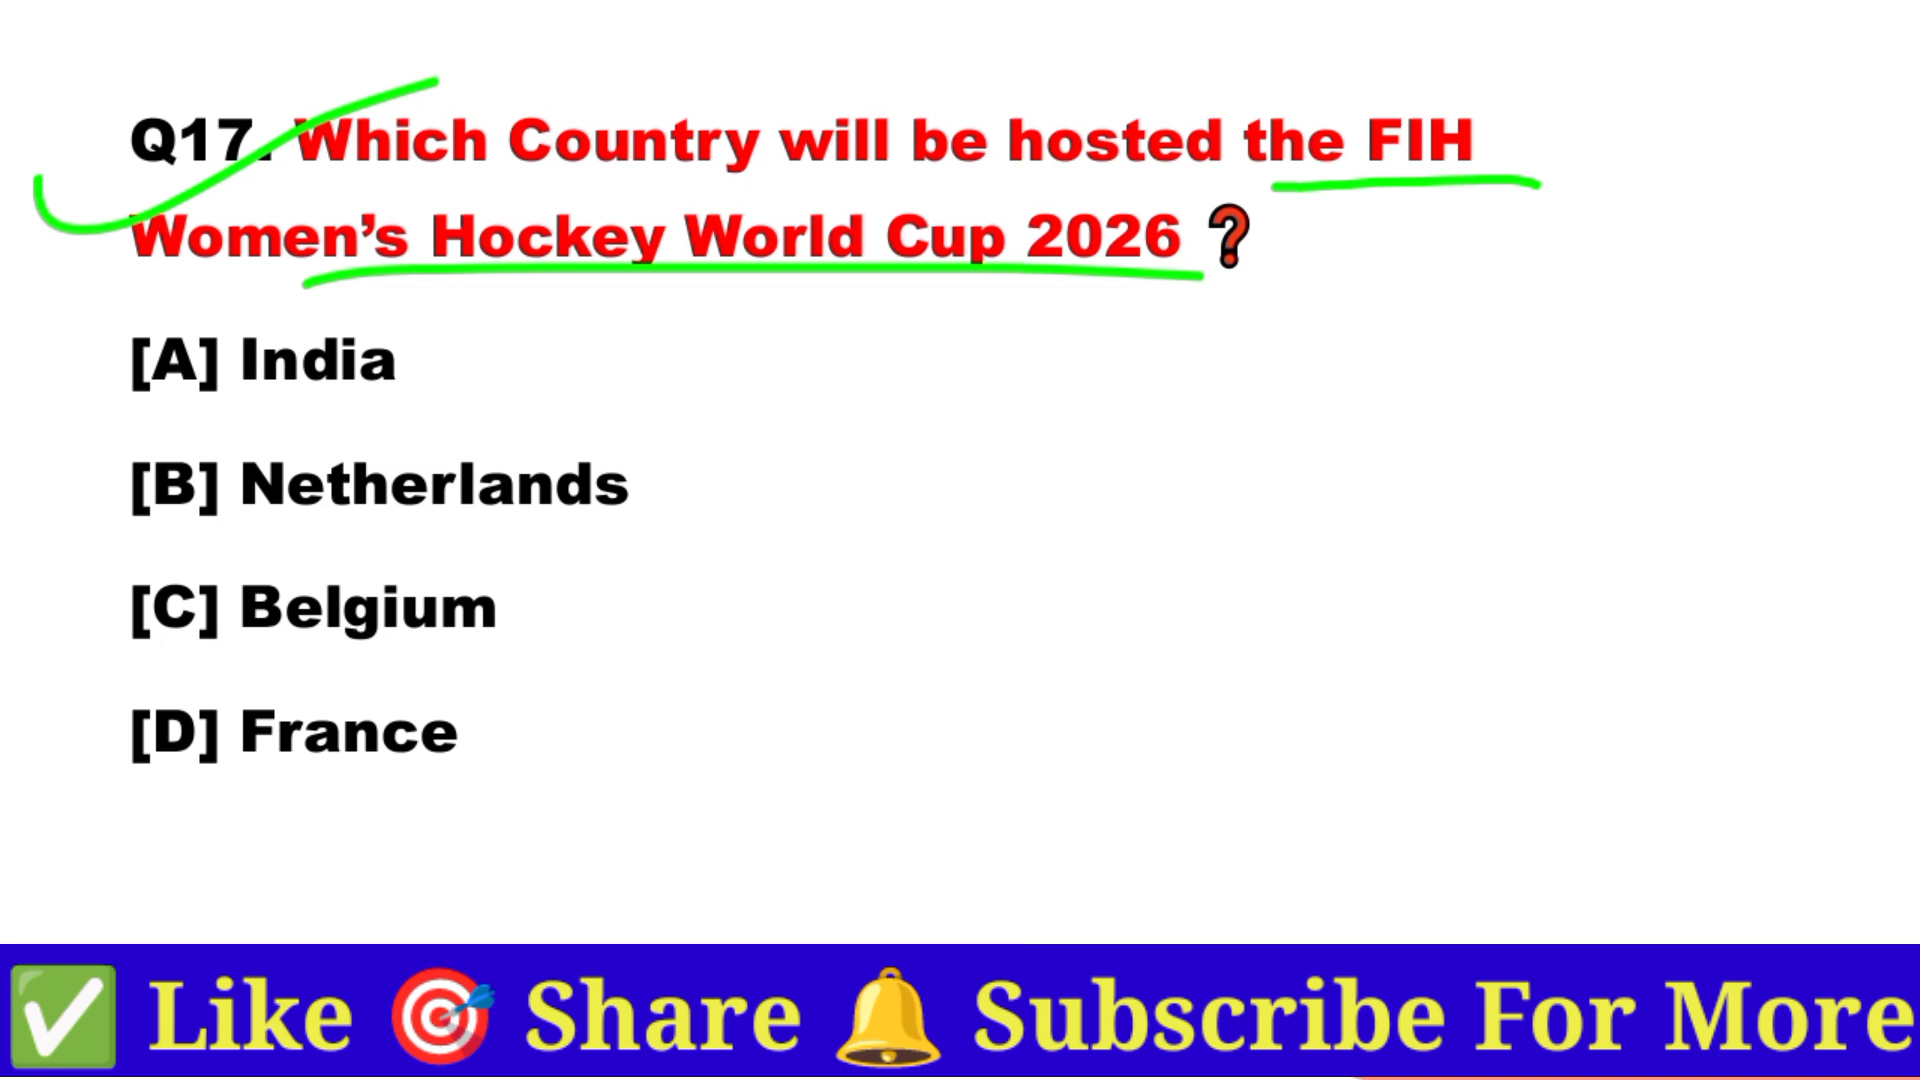 Q17. Which Country will be hosted the FIH
Women’s Hockey World Cup 2026 ❓
[A] India
[B] Netherlands
[C] Belgium
[D] France
✅ Like 🎯 Share 🔔 Subscribe For More